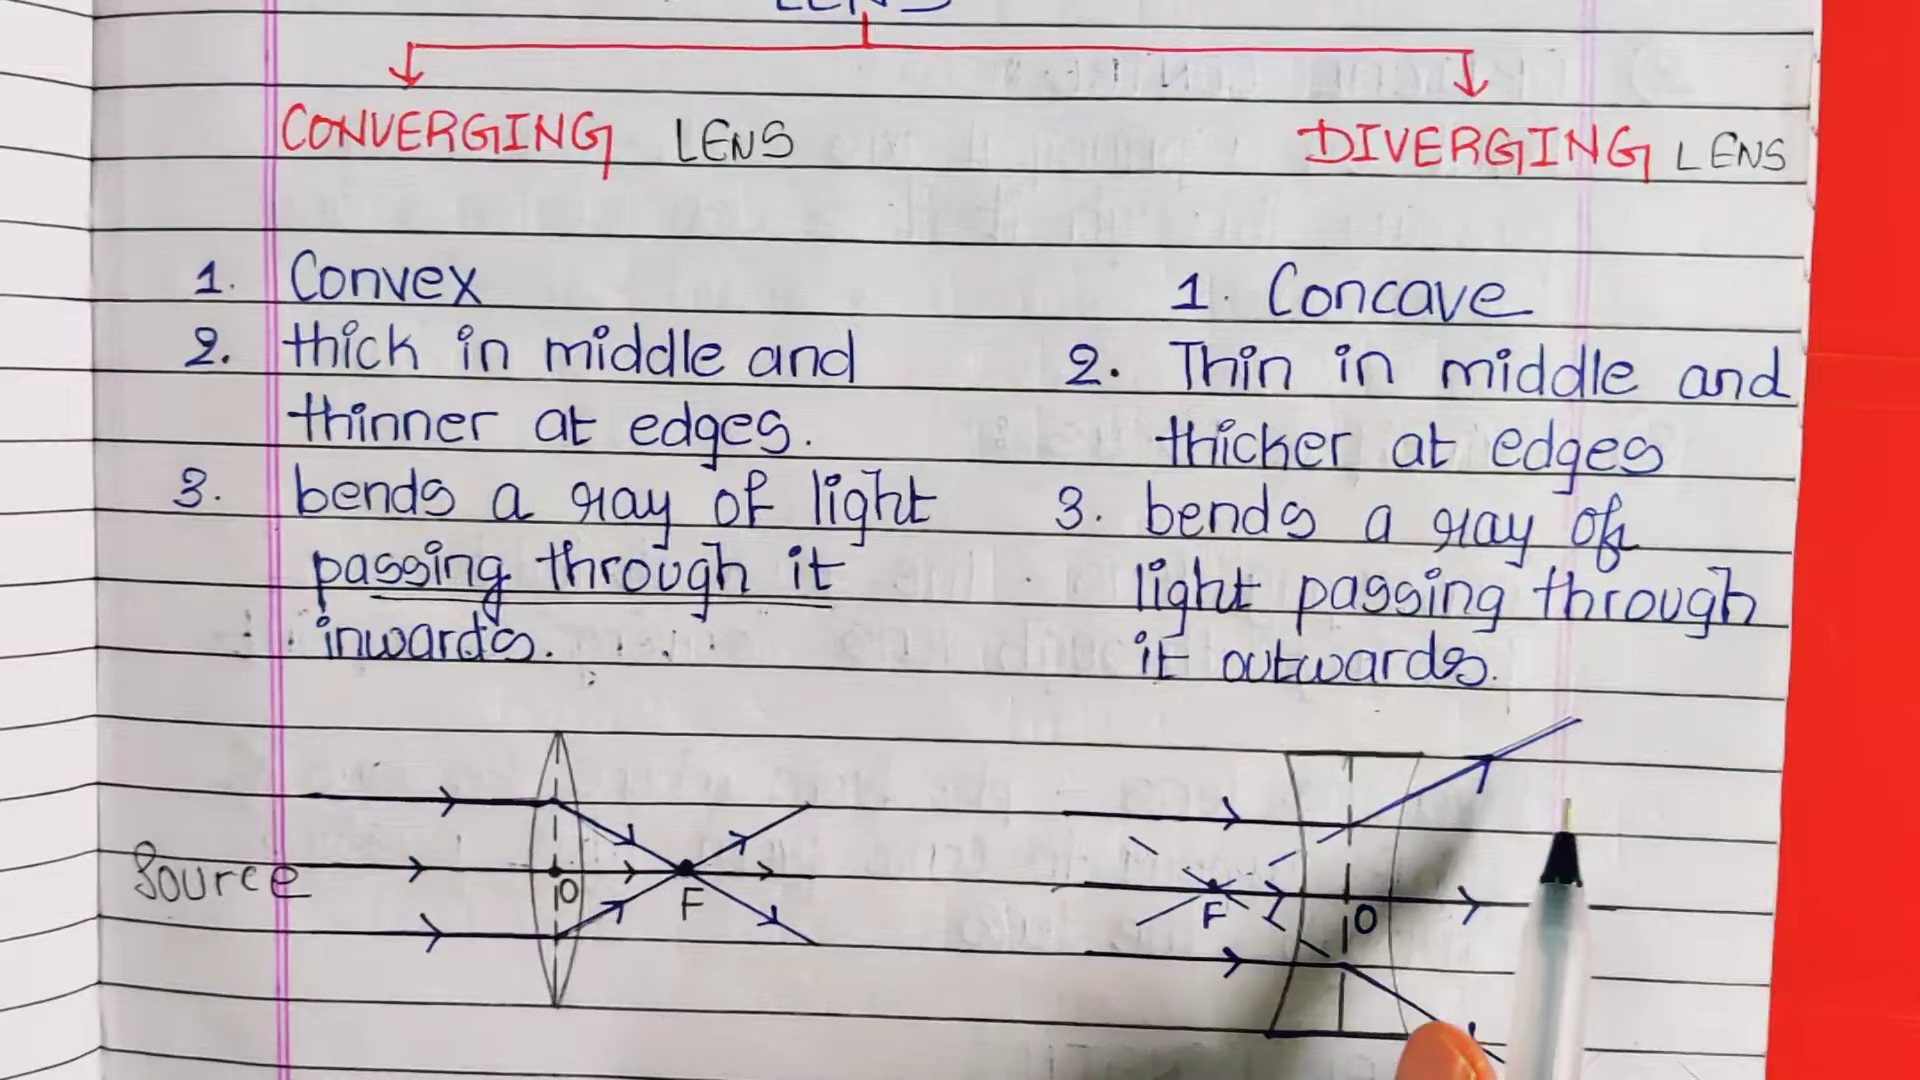 LENS
CONVERGING LENS
DIVERGING LENS
1. Convex
2. thick in middle and
thinner at edges.
3. bends a ray of light
passing through it
inwards.
1. Concave
2. Thin in middle and
thicker at edges
3. bends a ray of
light passing through
it outwards.
Source
O
F
F
O